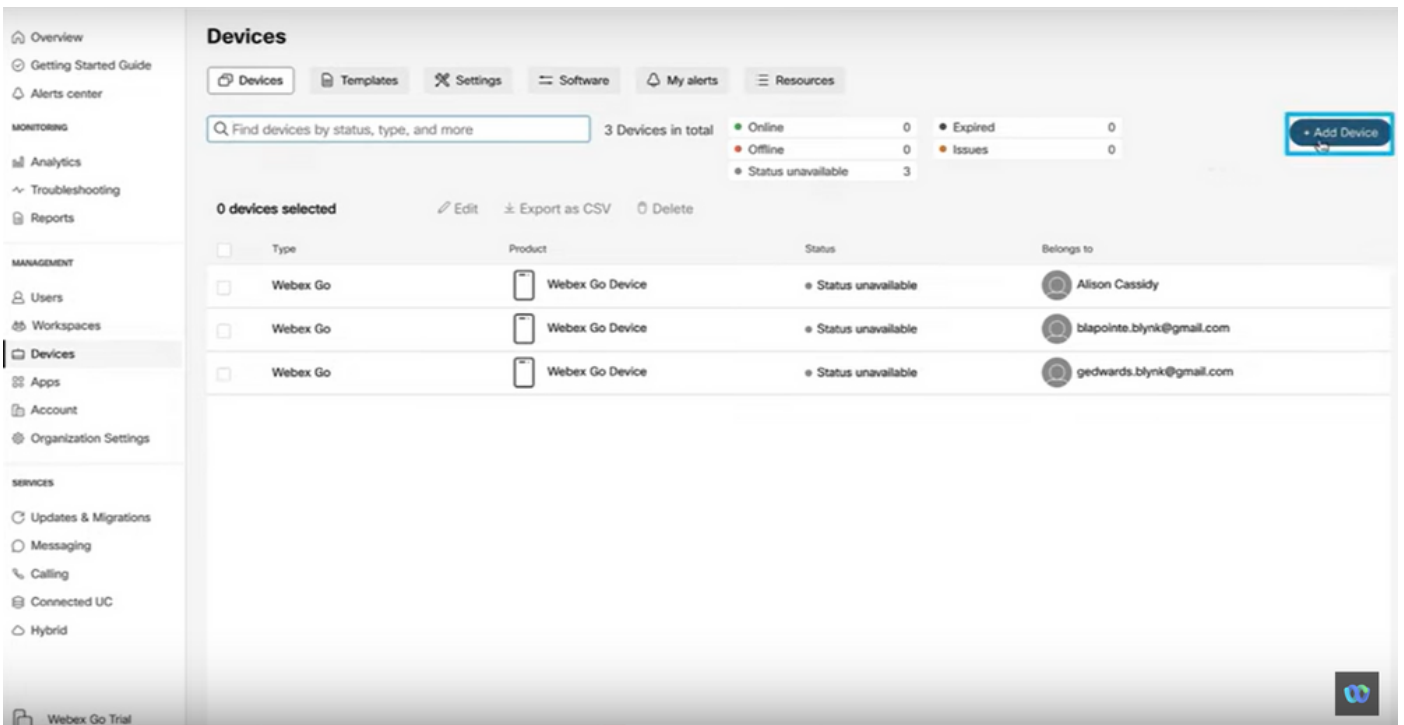 Overview
Getting Started Guide
Alerts center
MONITORING
Analytics
Troubleshooting
Reports
MANAGEMENT
Users
Workspaces
Devices
Apps
Account
Organization Settings
SERVICES
Updates & Migrations
Messaging
Calling
Connected UC
Hybrid
Webex Go Trial
Devices
Devices Templates Settings Software My alerts Resources
Find devices by status, type, and more 3 Devices in total
Online 0 Expired 0
Offline 0 Issues 0
Status unavailable 3
+ Add Device
0 devices selected Edit Export as CSV Delete
Type Product Status Belongs to
Webex Go Webex Go Device Status unavailable Alison Cassidy
Webex Go Webex Go Device Status unavailable blapointe.blynk@gmail.com
Webex Go Webex Go Device Status unavailable gedwards.blynk@gmail.com